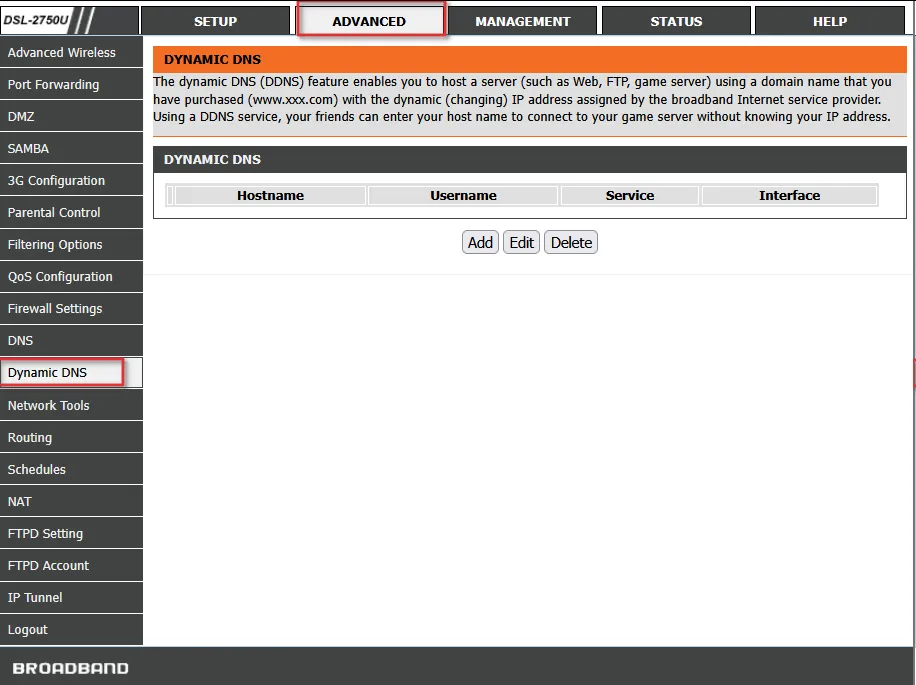 DSL-2750U
SETUP
ADVANCED
MANAGEMENT
STATUS
HELP
Advanced Wireless
Port Forwarding
DMZ
SAMBA
3G Configuration
Parental Control
Filtering Options
QoS Configuration
Firewall Settings
DNS
Dynamic DNS
Network Tools
Routing
Schedules
NAT
FTPD Setting
FTPD Account
IP Tunnel
Logout
DYNAMIC DNS
The dynamic DNS (DDNS) feature enables you to host a server (such as Web, FTP, game server) using a domain name that you
have purchased (www.xxx.com) with the dynamic (changing) IP address assigned by the broadband Internet service provider.
Using a DDNS service, your friends can enter your host name to connect to your game server without knowing your IP address.
DYNAMIC DNS
Hostname Username Service Interface
Add Edit Delete
BROADBAND